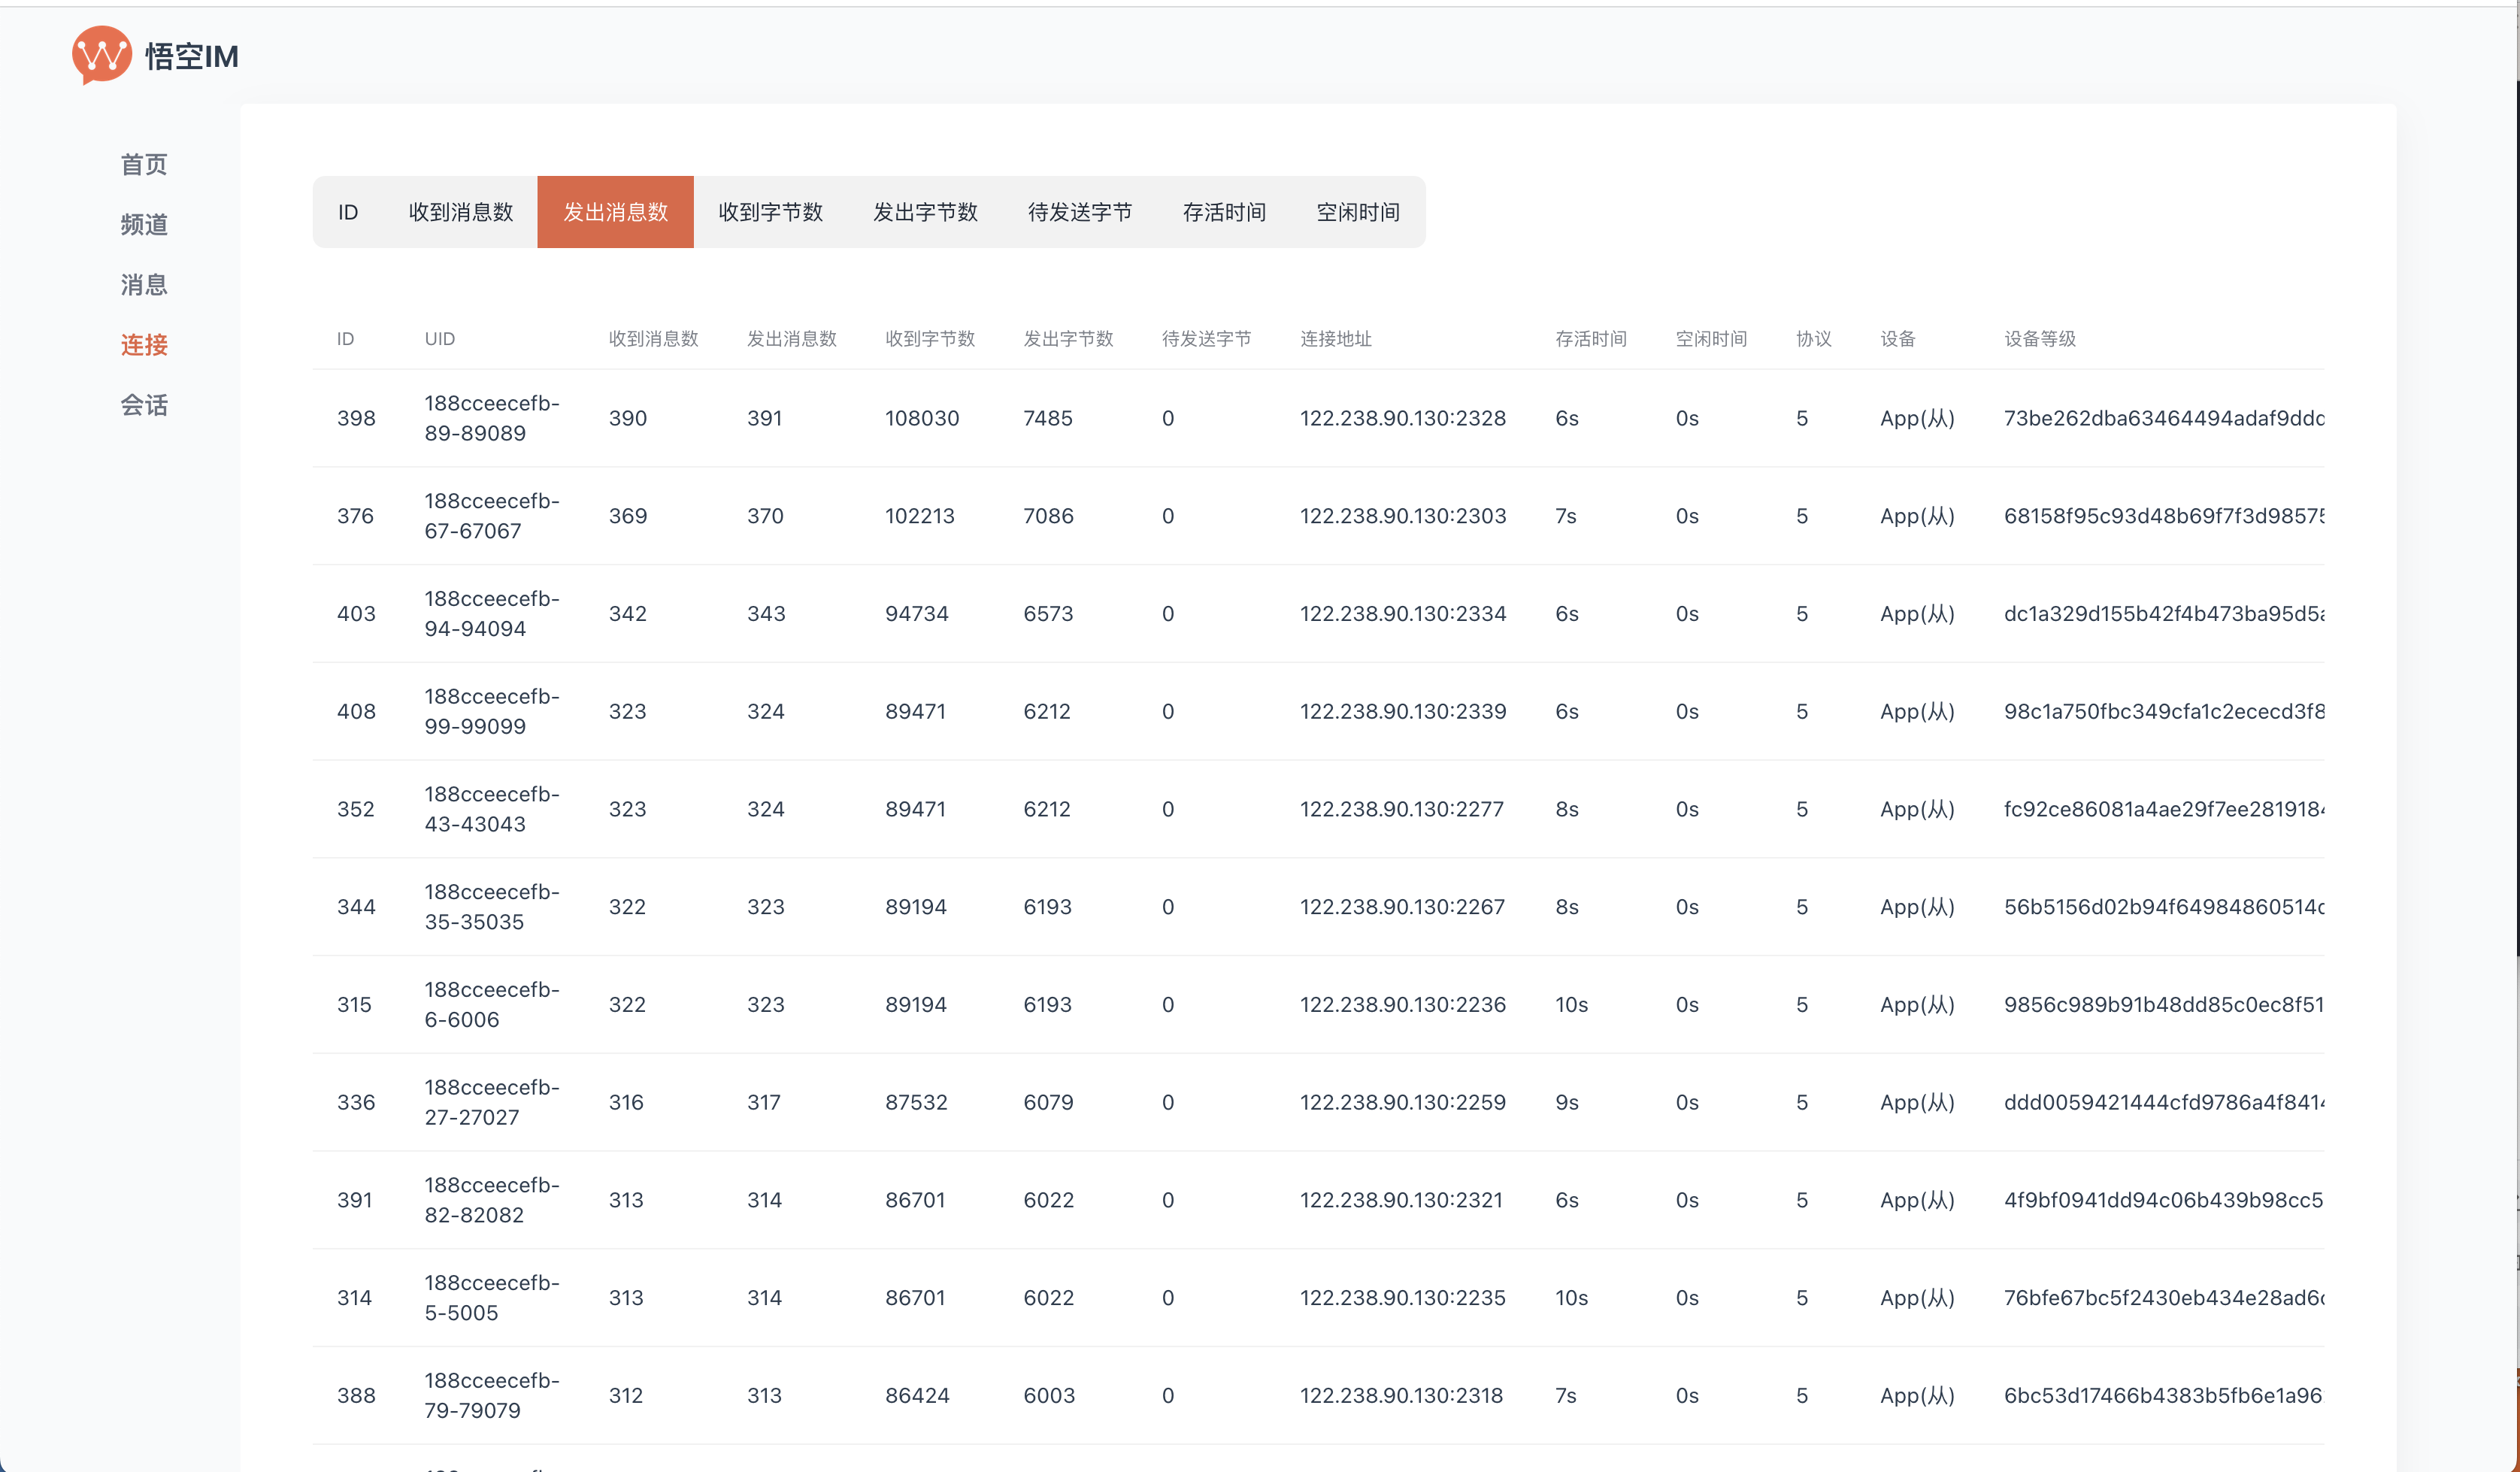 悟空IM
首页
频道
消息
连接
会话
ID 收到消息数 发出消息数 收到字节数 发出字节数 待发送字节 存活时间 空闲时间
ID UID 收到消息数 发出消息数 收到字节数 发出字节数 待发送字节 连接地址 存活时间 空闲时间 协议 设备 设备等级
398 188cceecefb-89-89089 390 391 108030 7485 0 122.238.90.130:2328 6s 0s 5 App(从) 73be262dba63464494adaf9ddd
376 188cceecefb-67-67067 369 370 102213 7086 0 122.238.90.130:2303 7s 0s 5 App(从) 68158f95c93d48b69f7f3d98575
403 188cceecefb-94-94094 342 343 94734 6573 0 122.238.90.130:2334 6s 0s 5 App(从) dc1a329d155b42f4b473ba95d5a
408 188cceecefb-99-99099 323 324 89471 6212 0 122.238.90.130:2339 6s 0s 5 App(从) 98c1a750fbc349cfa1c2ececd3f8
352 188cceecefb-43-43043 323 324 89471 6212 0 122.238.90.130:2277 8s 0s 5 App(从) fc92ce86081a4ae29f7ee2819184
344 188cceecefb-35-35035 322 323 89194 6193 0 122.238.90.130:2267 8s 0s 5 App(从) 56b5156d02b94f64984860514
315 188cceecefb-6-6006 322 323 89194 6193 0 122.238.90.130:2236 10s 0s 5 App(从) 9856c989b91b48dd85c0ec8f51
336 188cceecefb-27-27027 316 317 87532 6079 0 122.238.90.130:2259 9s 0s 5 App(从) ddd0059421444cfd9786a4f8414
391 188cceecefb-82-82082 313 314 86701 6022 0 122.238.90.130:2321 6s 0s 5 App(从) 4f9bf0941dd94c06b439b98cc5
314 188cceecefb-5-5005 313 314 86701 6022 0 122.238.90.130:2235 10s 0s 5 App(从) 76bfe67bc5f2430eb434e28ad6
388 188cceecefb-79-79079 312 313 86424 6003 0 122.238.90.130:2318 7s 0s 5 App(从) 6bc53d17466b4383b5fb6e1a96